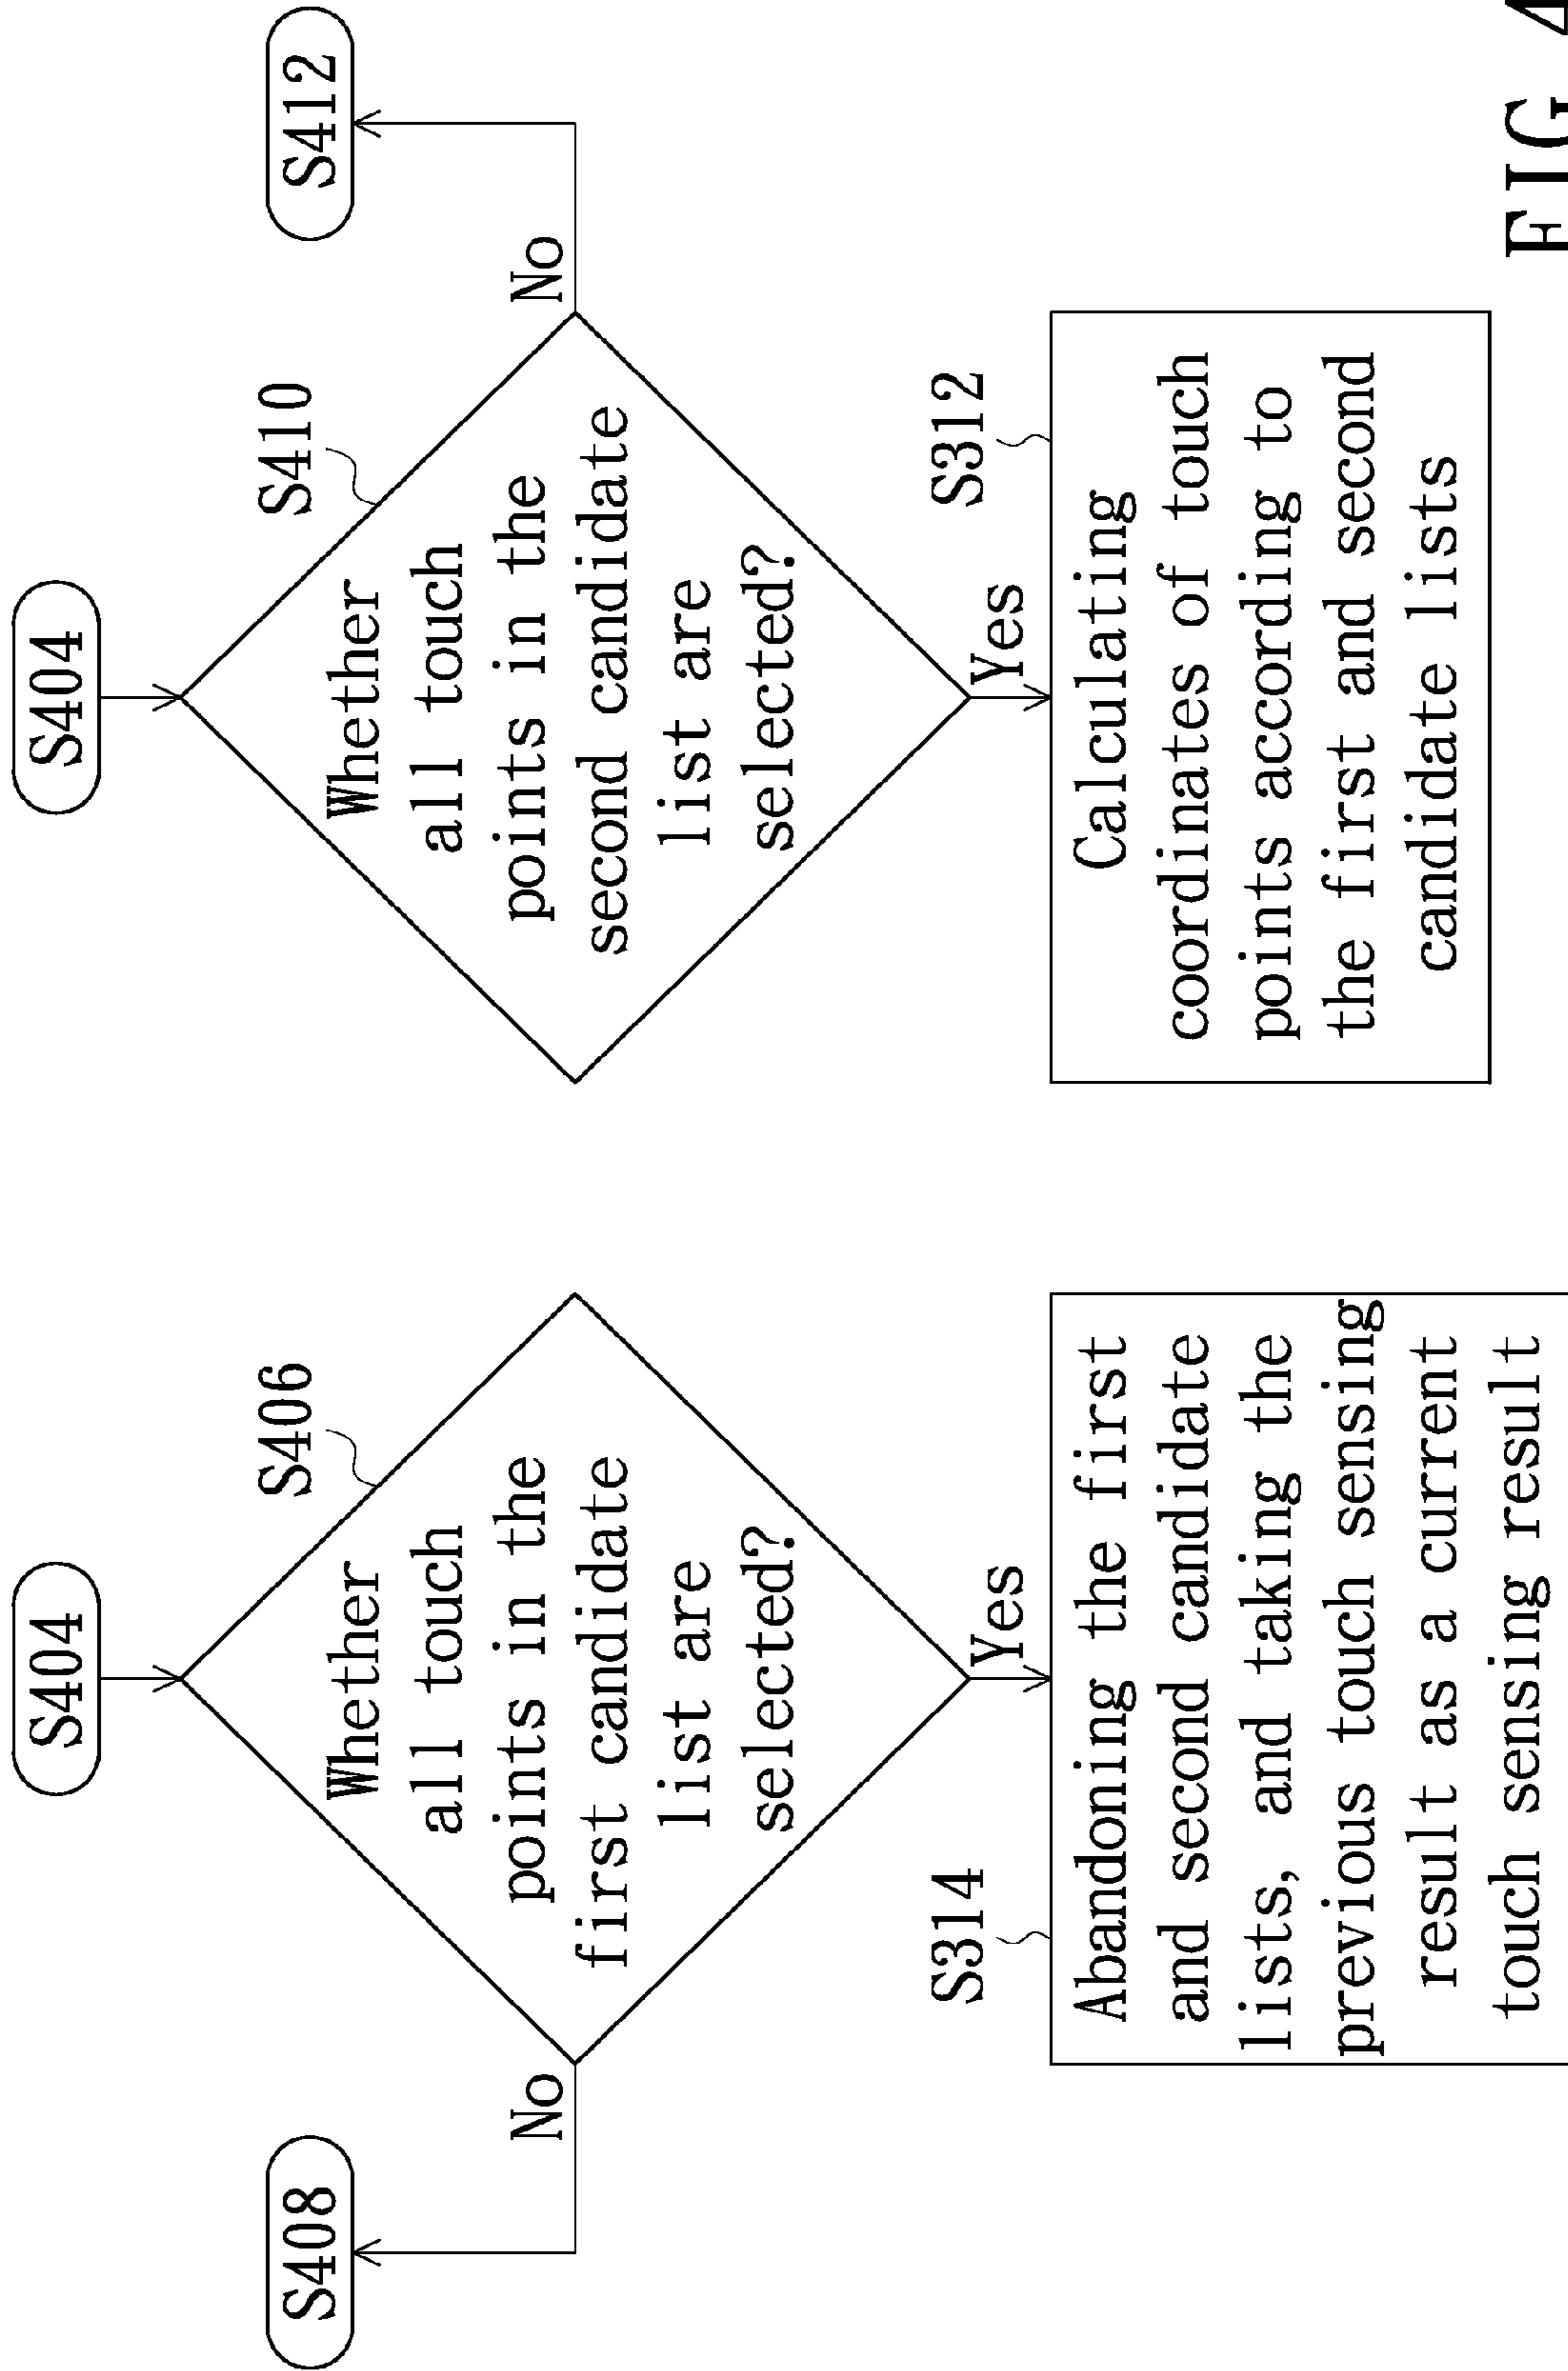 S404
S406
Whether
all touch
points in the
first candidate
list are
selected?
No
S408
Yes
S314
Abandoning the first
and second candidate
lists, and taking the
previous touch sensing
result as a current
touch sensing result
S404
S410
Whether
all touch
points in the
second candidate
list are
selected?
No
S412
Yes
S312
Calculating
coordinates of touch
points according to
the first and second
candidate lists
FIG 4